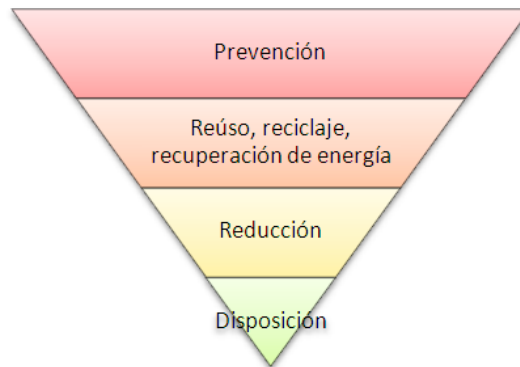 Prevención
Reúso, reciclaje,
recuperación de energía
Reducción
Disposición